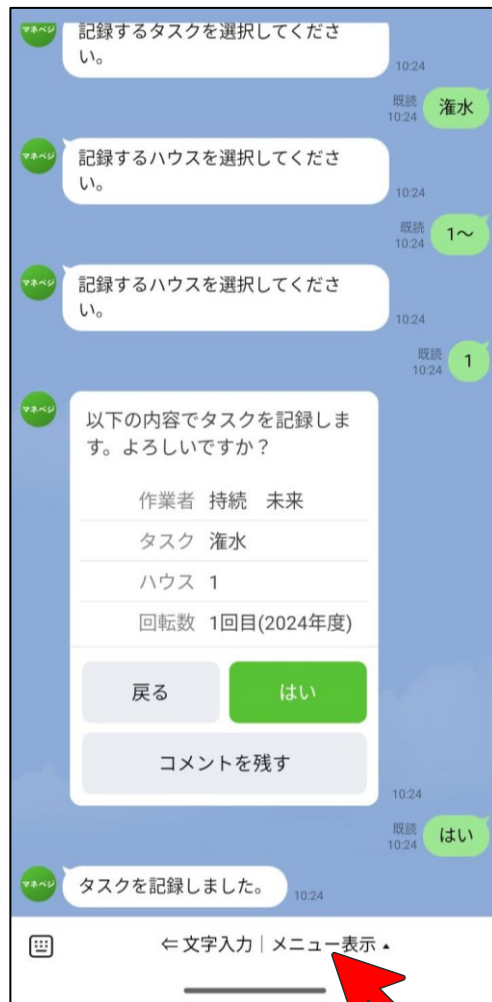 マネベジ
記録するタスクを選択してくださ
い。
10:24
既読
10:24
潅水
マネベジ
記録するハウスを選択してくださ
い。
10:24
既読
10:24
1～
マネベジ
記録するハウスを選択してくださ
い。
10:24
既読
10:24
1
マネベジ
以下の内容でタスクを記録しま
す。よろしいですか？
作業者 持続　未来
タスク 潅水
ハウス 1
回転数 1回目(2024年度)
戻る
はい
コメントを残す
10:24
既読
10:24
はい
マネベジ
タスクを記録しました。
10:24
⇐ 文字入力｜メニュー表示 ▲